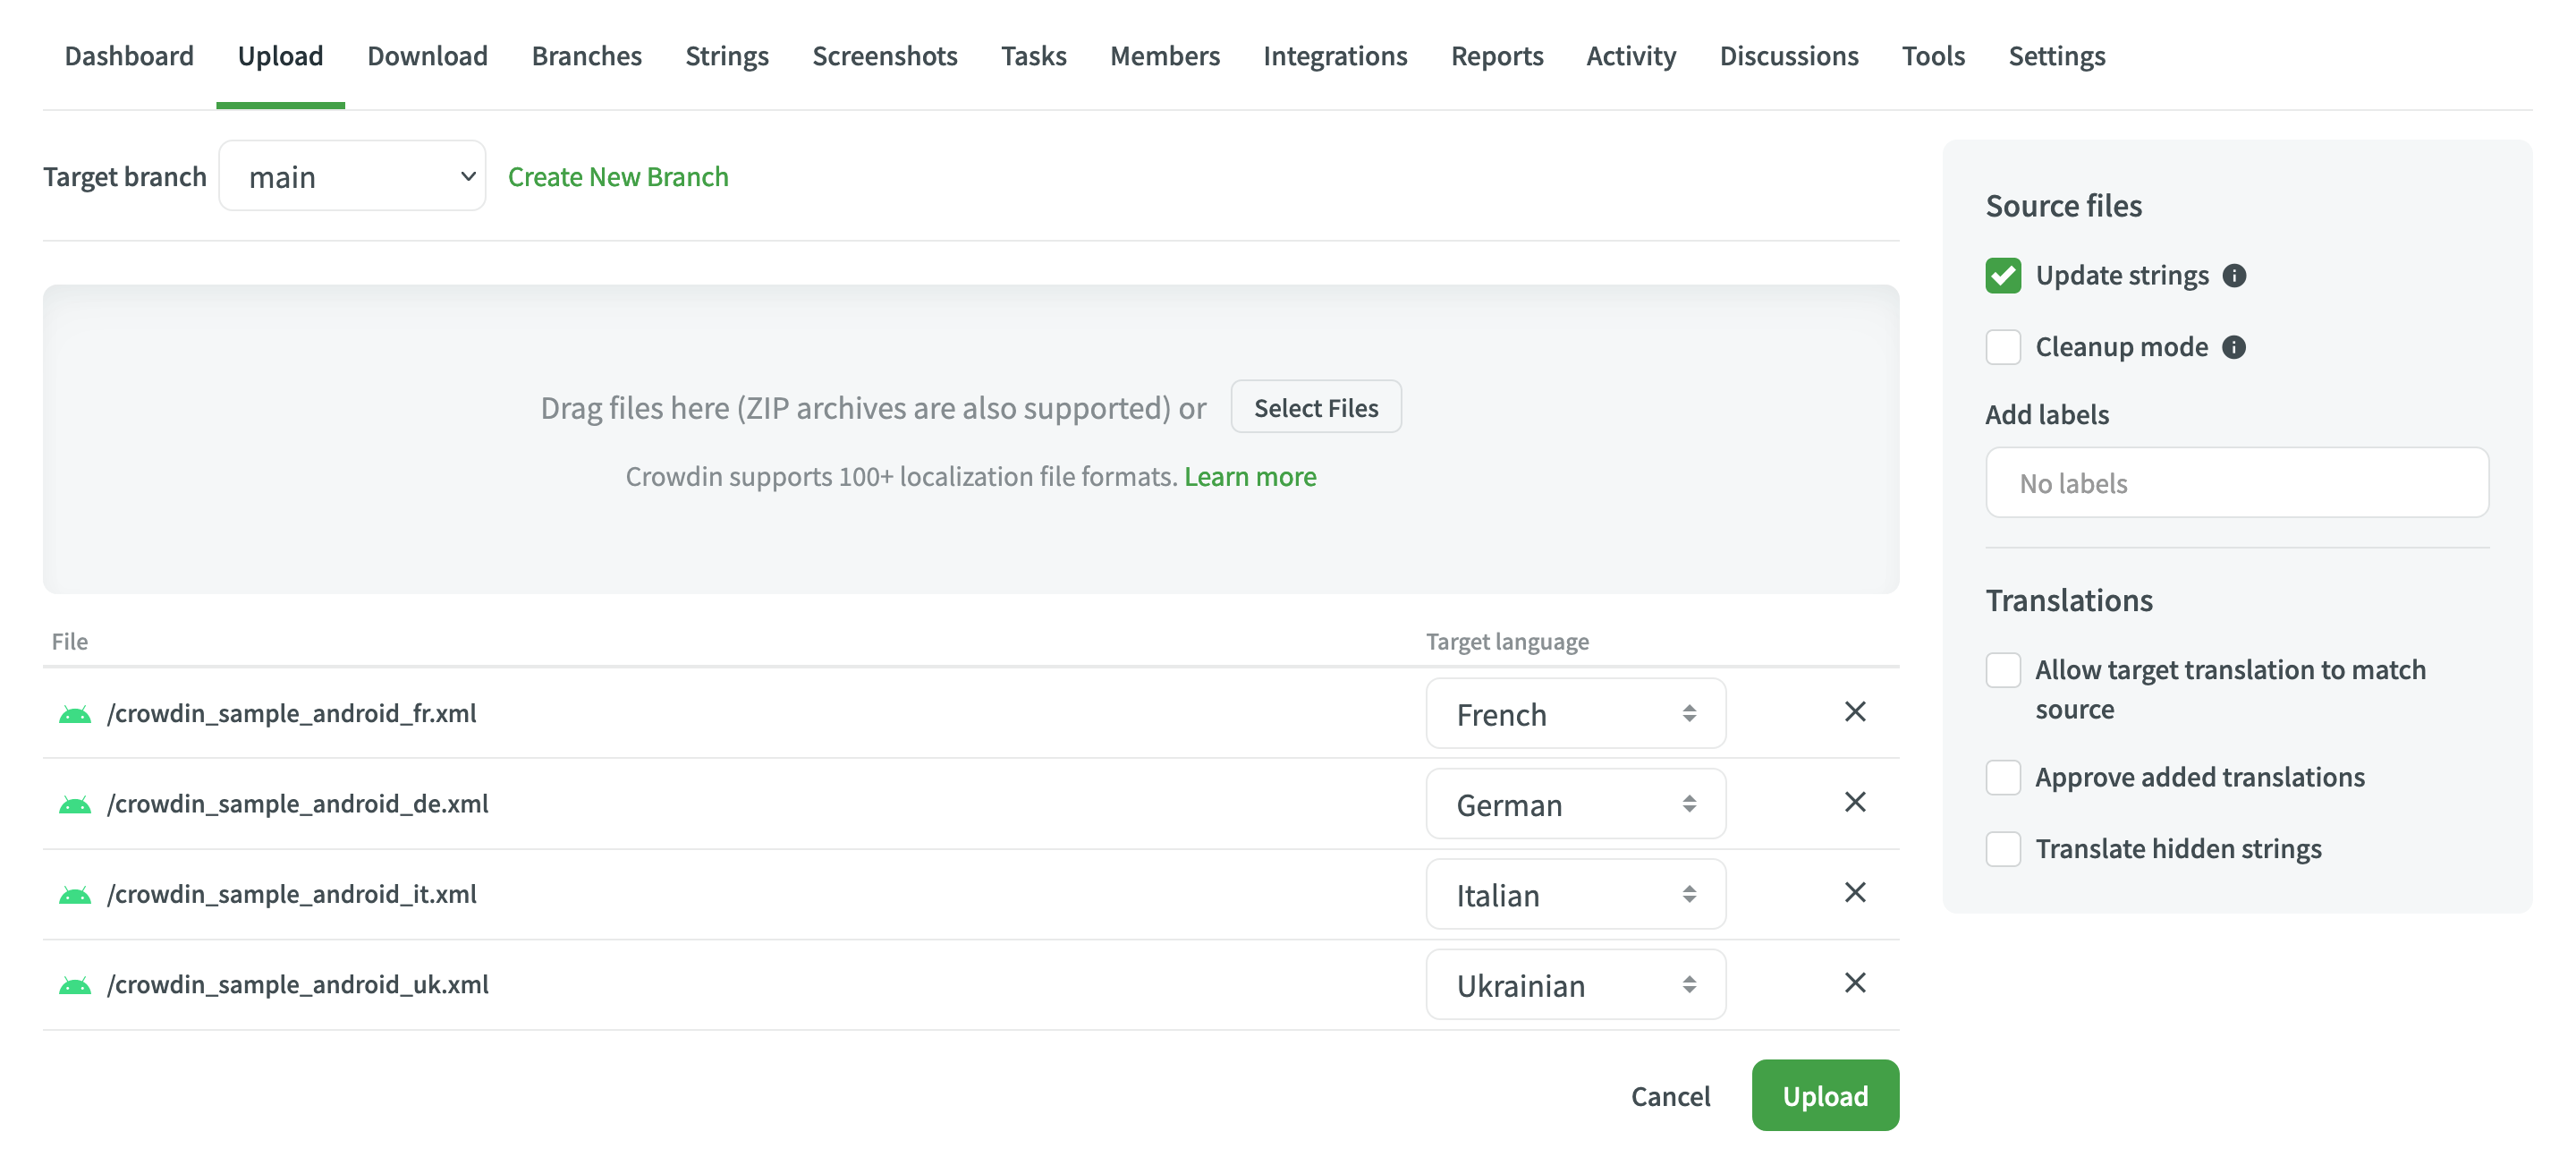 Dashboard Upload Download Branches Strings Screenshots Tasks Members Integrations Reports Activity Discussions Tools Settings
Target branch main Create New Branch
Drag files here (ZIP archives are also supported) or Select Files
Crowdin supports 100+ localization file formats. Learn more
File Target language
/crowdin_sample_android_fr.xml French
/crowdin_sample_android_de.xml German
/crowdin_sample_android_it.xml Italian
/crowdin_sample_android_uk.xml Ukrainian
Cancel Upload
Source files
Update strings
Cleanup mode
Add labels
No labels
Translations
Allow target translation to match
source
Approve added translations
Translate hidden strings